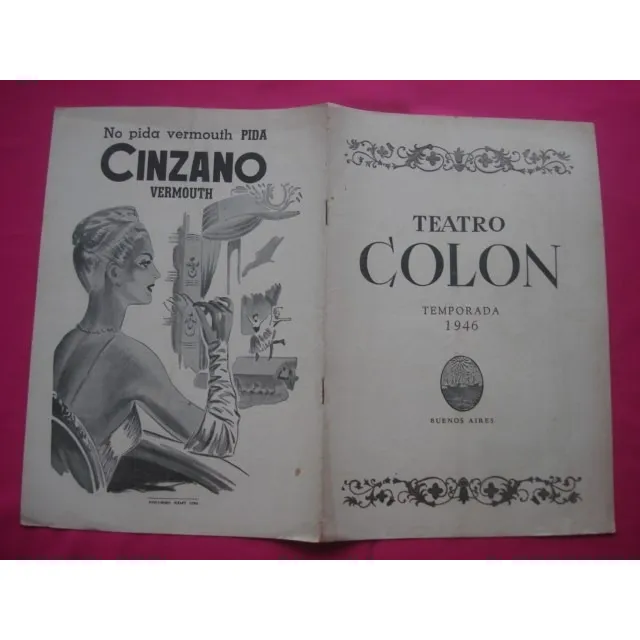 No pida vermouth PIDA
CINZANO
VERMOUTH
TEATRO
COLON
TEMPORADA
1946
BUENOS AIRES